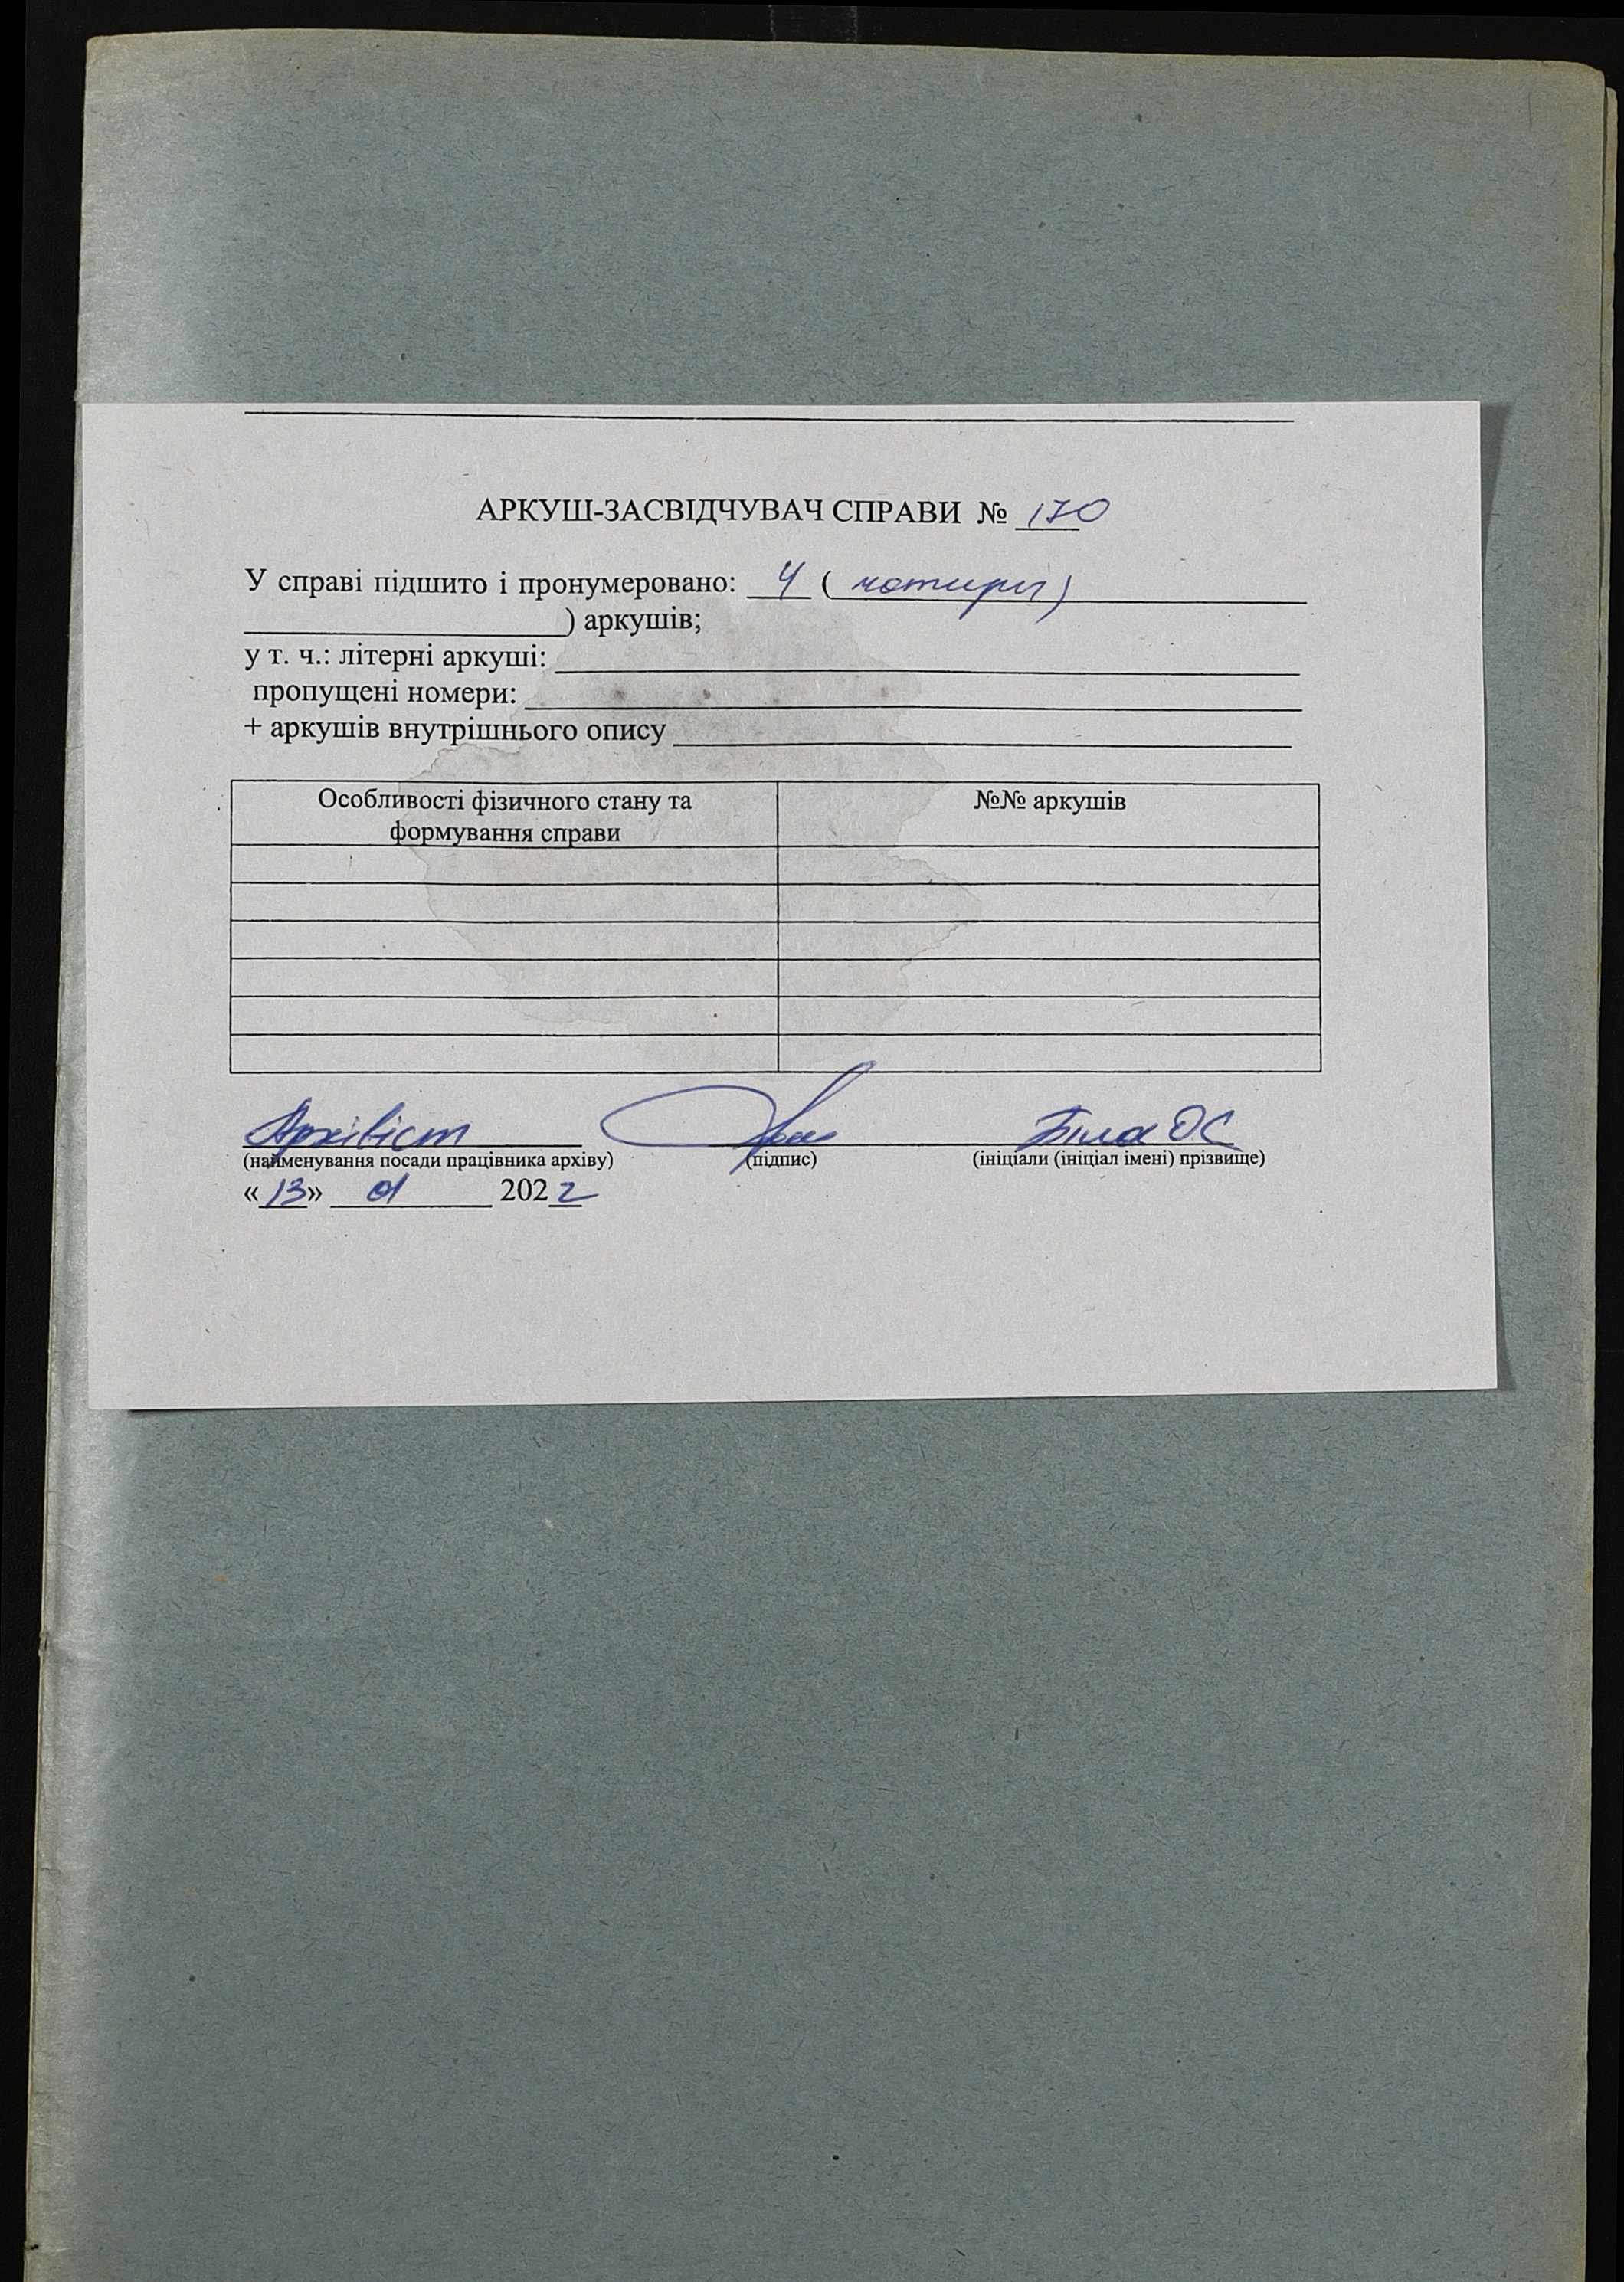 АРКУШ-ЗАСВІДЧУВАЧ СПРАВИ № 170
У справі підшито і пронумеровано: 4 ( чотири)
) аркушів;
у т. ч.: літерні аркуші:
пропущені номери:
+ аркушів внутрішнього опису
Особливості фізичного стану та формування справи
№№ аркушів
Архівіст Біла ОС
(найменування посади працівника архіву) (підпис) (ініціали (ініціал імені) прізвище)
«13» 01 2022